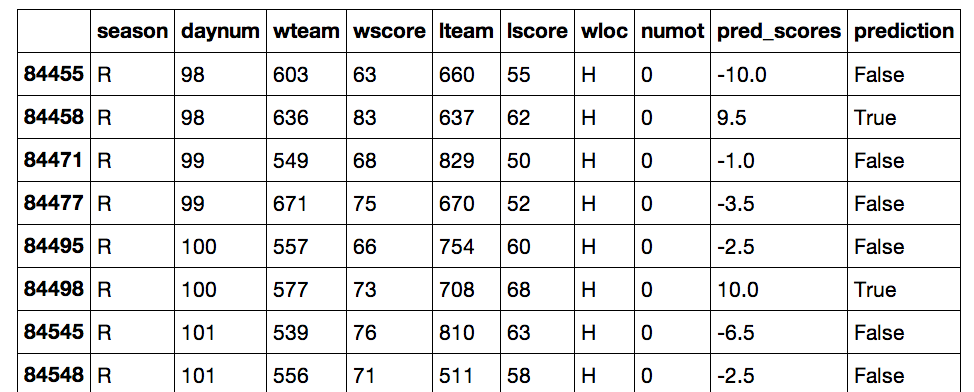 season daynum wteam wscore lteam lscore wloc numot pred_scores prediction
84455 R 98 603 63 660 55 H 0 -10.0 False
84458 R 98 636 83 637 62 H 0 9.5 True
84471 R 99 549 68 829 50 H 0 -1.0 False
84477 R 99 671 75 670 52 H 0 -3.5 False
84495 R 100 557 66 754 60 H 0 -2.5 False
84498 R 100 577 73 708 68 H 0 10.0 True
84545 R 101 539 76 810 63 H 0 -6.5 False
84548 R 101 556 71 511 58 H 0 -2.5 False